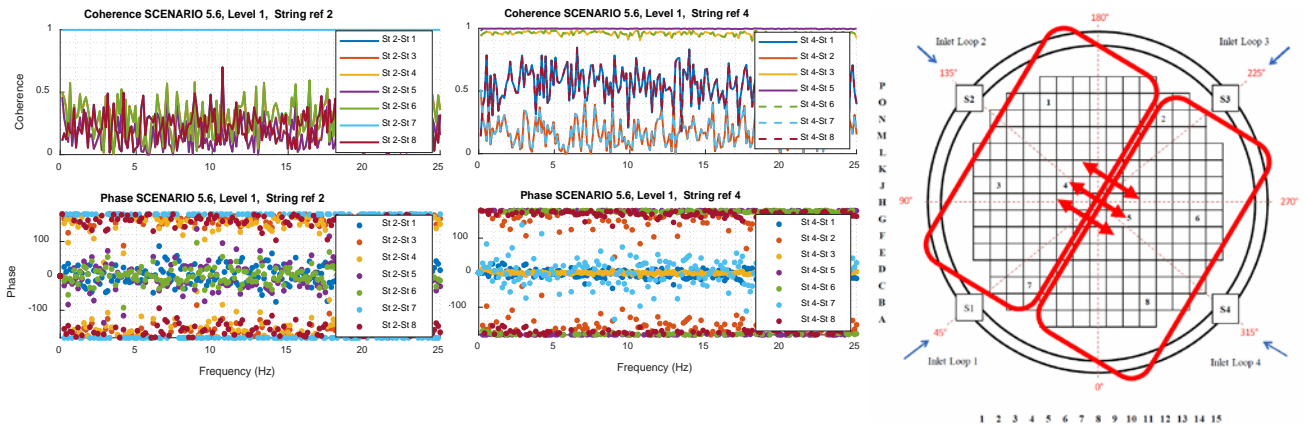 Coherence SCENARIO 5.6, Level 1, String ref 2
Coherence
1
0.5
0
0 5 10 15 20 25
St 2-St 1
St 2-St 3
St 2-St 4
St 2-St 5
St 2-St 6
St 2-St 7
St 2-St 8
Phase SCENARIO 5.6, Level 1, String ref 2
Phase
100
0
-100
0 5 10 15 20 25
Frequency (Hz)
St 2-St 1
St 2-St 3
St 2-St 4
St 2-St 5
St 2-St 6
St 2-St 7
St 2-St 8
Coherence SCENARIO 5.6, Level 1, String ref 4
1
0.5
0
0 5 10 15 20 25
St 4-St 1
St 4-St 2
St 4-St 3
St 4-St 5
St 4-St 6
St 4-St 7
St 4-St 8
Phase SCENARIO 5.6, Level 1, String ref 4
100
0
-100
0 5 10 15 20 25
Frequency (Hz)
St 4-St 1
St 4-St 2
St 4-St 3
St 4-St 5
St 4-St 6
St 4-St 7
St 4-St 8
180°
Inlet Loop 2
Inlet Loop 3
135°
225°
S2
S3
P
O
N
M
L
K
J
H
G
F
E
D
C
B
A
1
2
3
4
5
6
7
8
90°
270°
S1
S4
45°
315°
Inlet Loop 1
Inlet Loop 4
0°
1 2 3 4 5 6 7 8 9 10 11 12 13 14 15